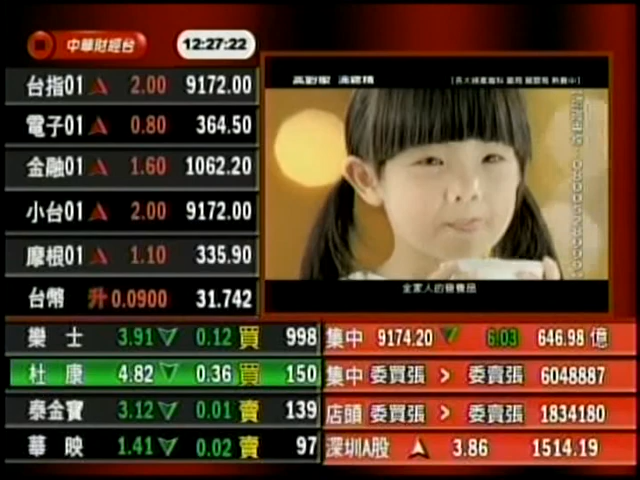 中華財經台
12:27:22
台指01 2.00 9172.00
電子01 0.80 364.50
金融01 1.60 1062.20
小台01 2.00 9172.00
摩根01 1.10 335.90
台幣 升 0.0900 31.742
全家人的營養品
樂士 3.91 0.12 買 998
杜康 4.82 0.36 買 150
泰金寶 3.12 0.01 賣 139
華映 1.41 0.02 賣 97
集中 9174.20 6.03 646.98 億
集中 委買張 > 委賣張 6048887
店頭 委買張 > 委賣張 1834180
深圳A股 3.86 1514.19